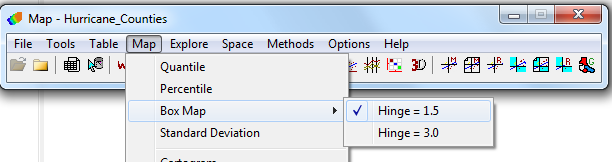 Map - Hurricane_Counties
File Tools Table Map Explore Space Methods Options Help
3D
Quantile
Percentile
Box Map
Hinge = 1.5
Standard Deviation
Hinge = 3.0